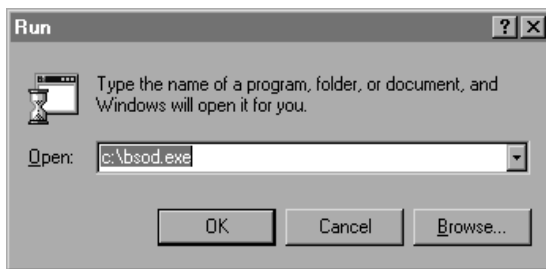 Run
Type the name of a program, folder, or document, and
Windows will open it for you.
Open: c:\bsod.exe
OK Cancel Browse...